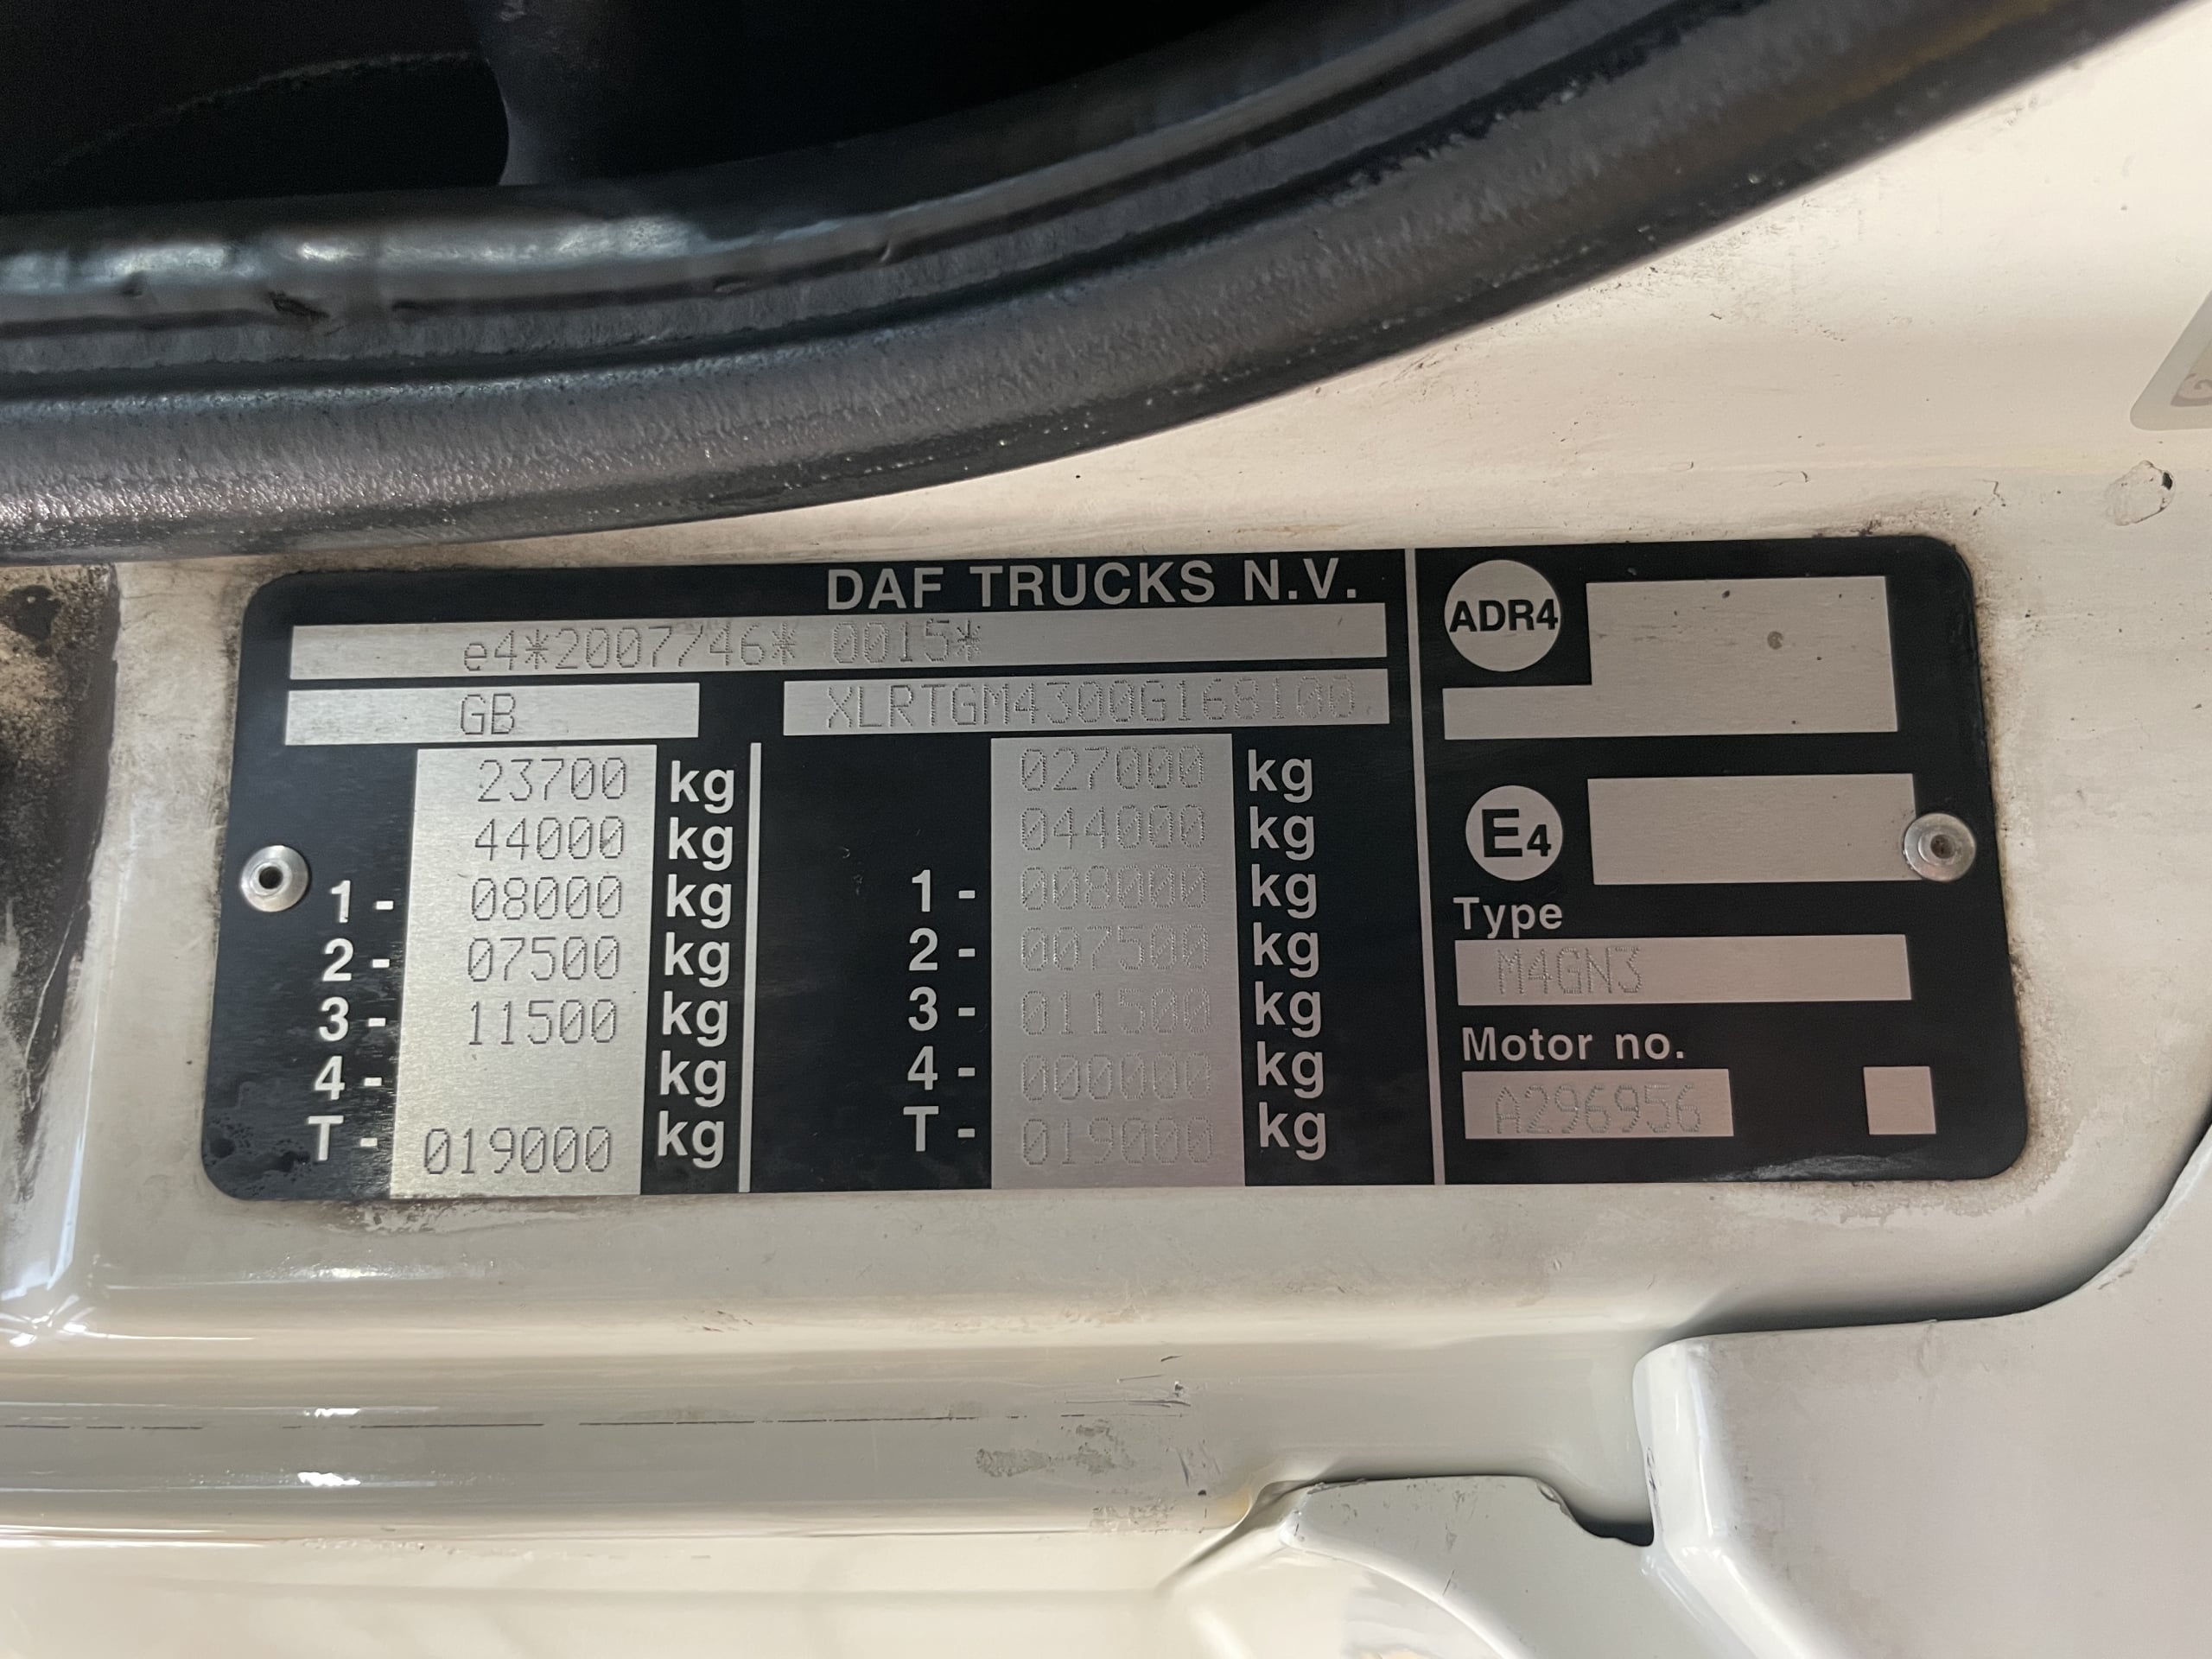 DAF TRUCKS N.V.
e4*2007/46* 0015*
GB XLRTGM4300G168100
23700 kg 027000 kg
44000 kg 044000 kg
1- 08000 kg 1- 008000 kg
2- 07500 kg 2- 007500 kg
3- 11500 kg 3- 011500 kg
4- kg 4- 000000 kg
T- 019000 kg T- 019000 kg
ADR4
E4
Type
M4GN3
Motor no.
A296956